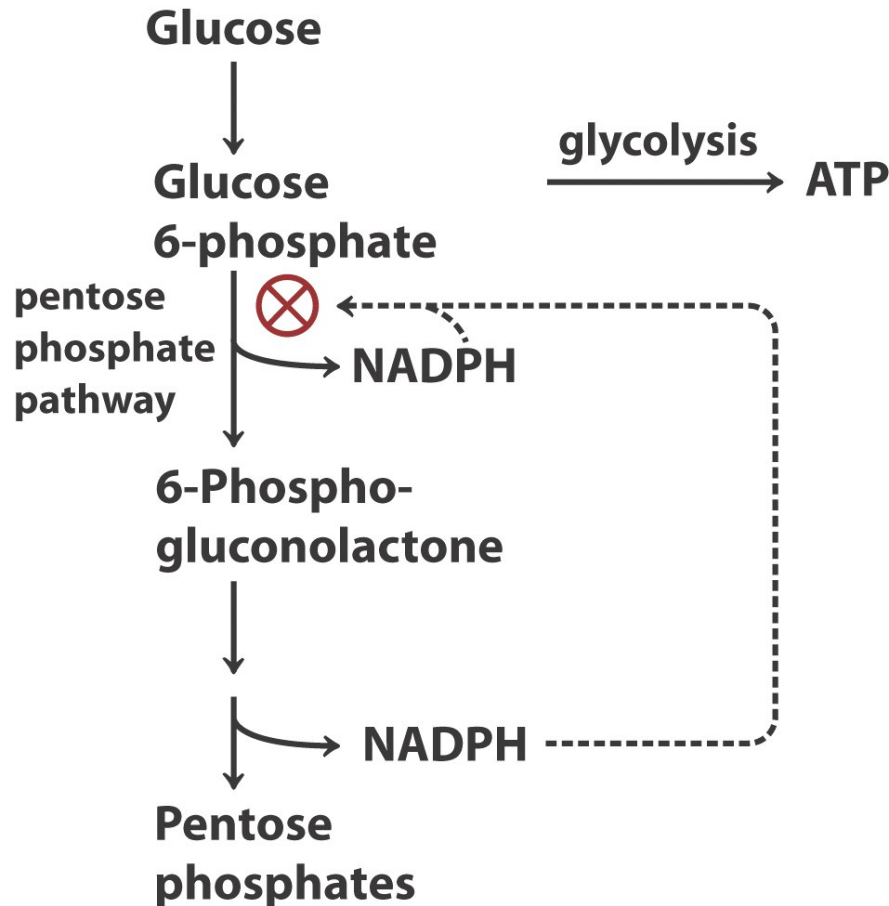 Glucose
Glucose
6-phosphate
glycolysis
ATP
pentose
phosphate
pathway
NADPH
6-Phospho-
gluconolactone
NADPH
Pentose
phosphates